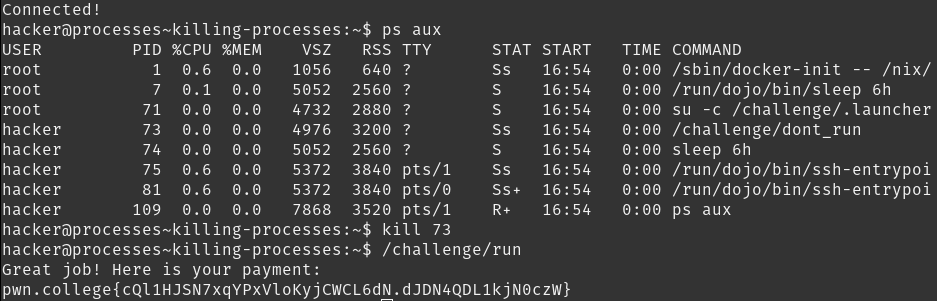 Connected!
hacker@processes~killing-processes:~$ ps aux
USER         PID %CPU %MEM    VSZ   RSS TTY      STAT START   TIME COMMAND
root           1  0.6  0.0   1056   640 ?        Ss   16:54   0:00 /sbin/docker-init -- /nix/
root           7  0.1  0.0   5052  2560 ?        S    16:54   0:00 /run/dojo/bin/sleep 6h
root          71  0.0  0.0   4732  2880 ?        S    16:54   0:00 su -c /challenge/.launcher
hacker        73  0.0  0.0   4976  3200 ?        Ss   16:54   0:00 /challenge/dont_run
hacker        74  0.0  0.0   5052  2560 ?        S    16:54   0:00 sleep 6h
hacker        75  0.6  0.0   5372  3840 pts/1    Ss   16:54   0:00 /run/dojo/bin/ssh-entrypoi
hacker        81  0.6  0.0   5372  3840 pts/0    Ss+  16:54   0:00 /run/dojo/bin/ssh-entrypoi
hacker       109  0.0  0.0   7868  3520 pts/1    R+   16:54   0:00 ps aux
hacker@processes~killing-processes:~$ kill 73
hacker@processes~killing-processes:~$ /challenge/run
Great job! Here is your payment:
pwn.college{cQl1HJSN7xqYPxVloKyjCWCL6dN.dJDN4QDL1kjN0czW}